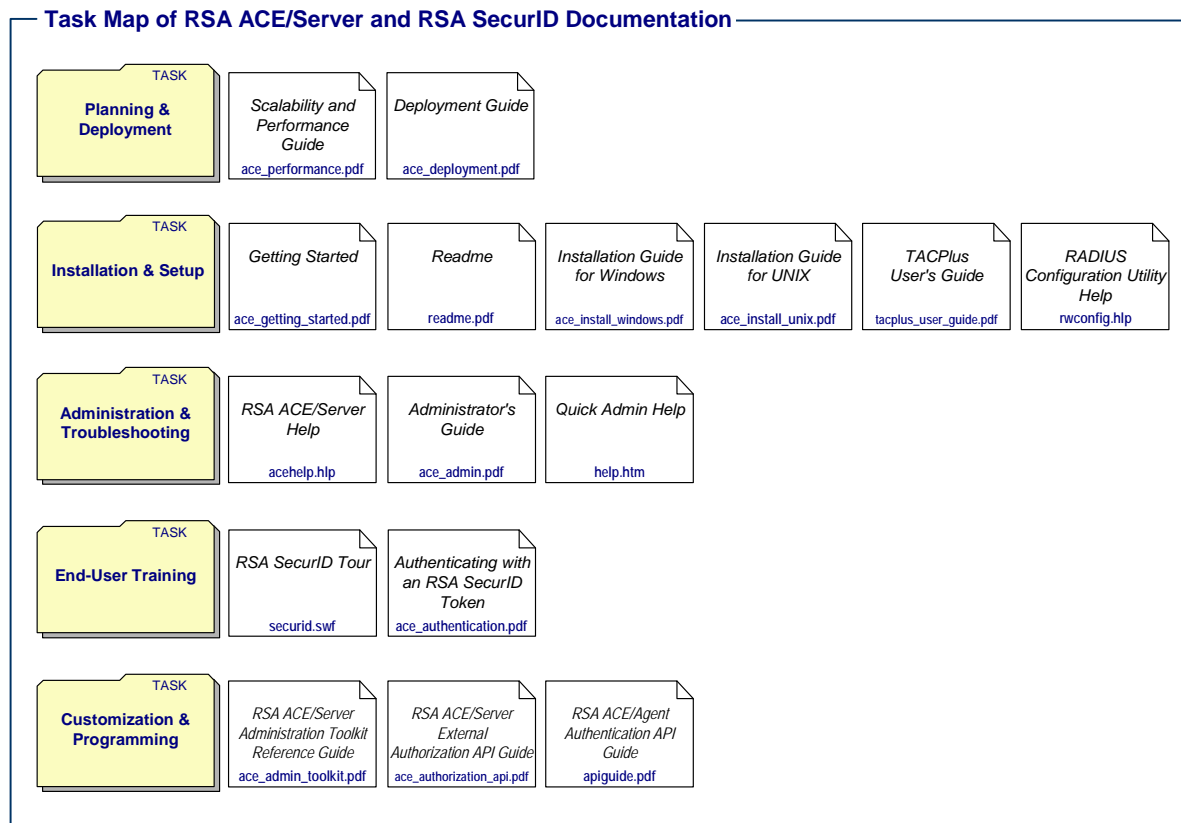 Task Map of RSA ACE/Server and RSA SecurID Documentation
TASK
Planning &
Deployment
Scalability and
Performance
Guide
ace_performance.pdf
Deployment Guide
ace_deployment.pdf
TASK
Installation & Setup
Getting Started
ace_getting_started.pdf
Readme
readme.pdf
Installation Guide
for Windows
ace_install_windows.pdf
Installation Guide
for UNIX
ace_install_unix.pdf
TACPlus
User's Guide
tacplus_user_guide.pdf
RADIUS
Configuration Utility
Help
rwconfig.hlp
TASK
Administration &
Troubleshooting
RSA ACE/Server
Help
acehelp.hlp
Administrator's
Guide
ace_admin.pdf
Quick Admin Help
help.htm
TASK
End-User Training
RSA SecurID Tour
securid.swf
Authenticating with
an RSA SecurID
Token
ace_authentication.pdf
TASK
Customization &
Programming
RSA ACE/Server
Administration Toolkit
Reference Guide
ace_admin_toolkit.pdf
RSA ACE/Server
External
Authorization API Guide
ace_authorization_api.pdf
RSA ACE/Agent
Authentication API
Guide
apiguide.pdf